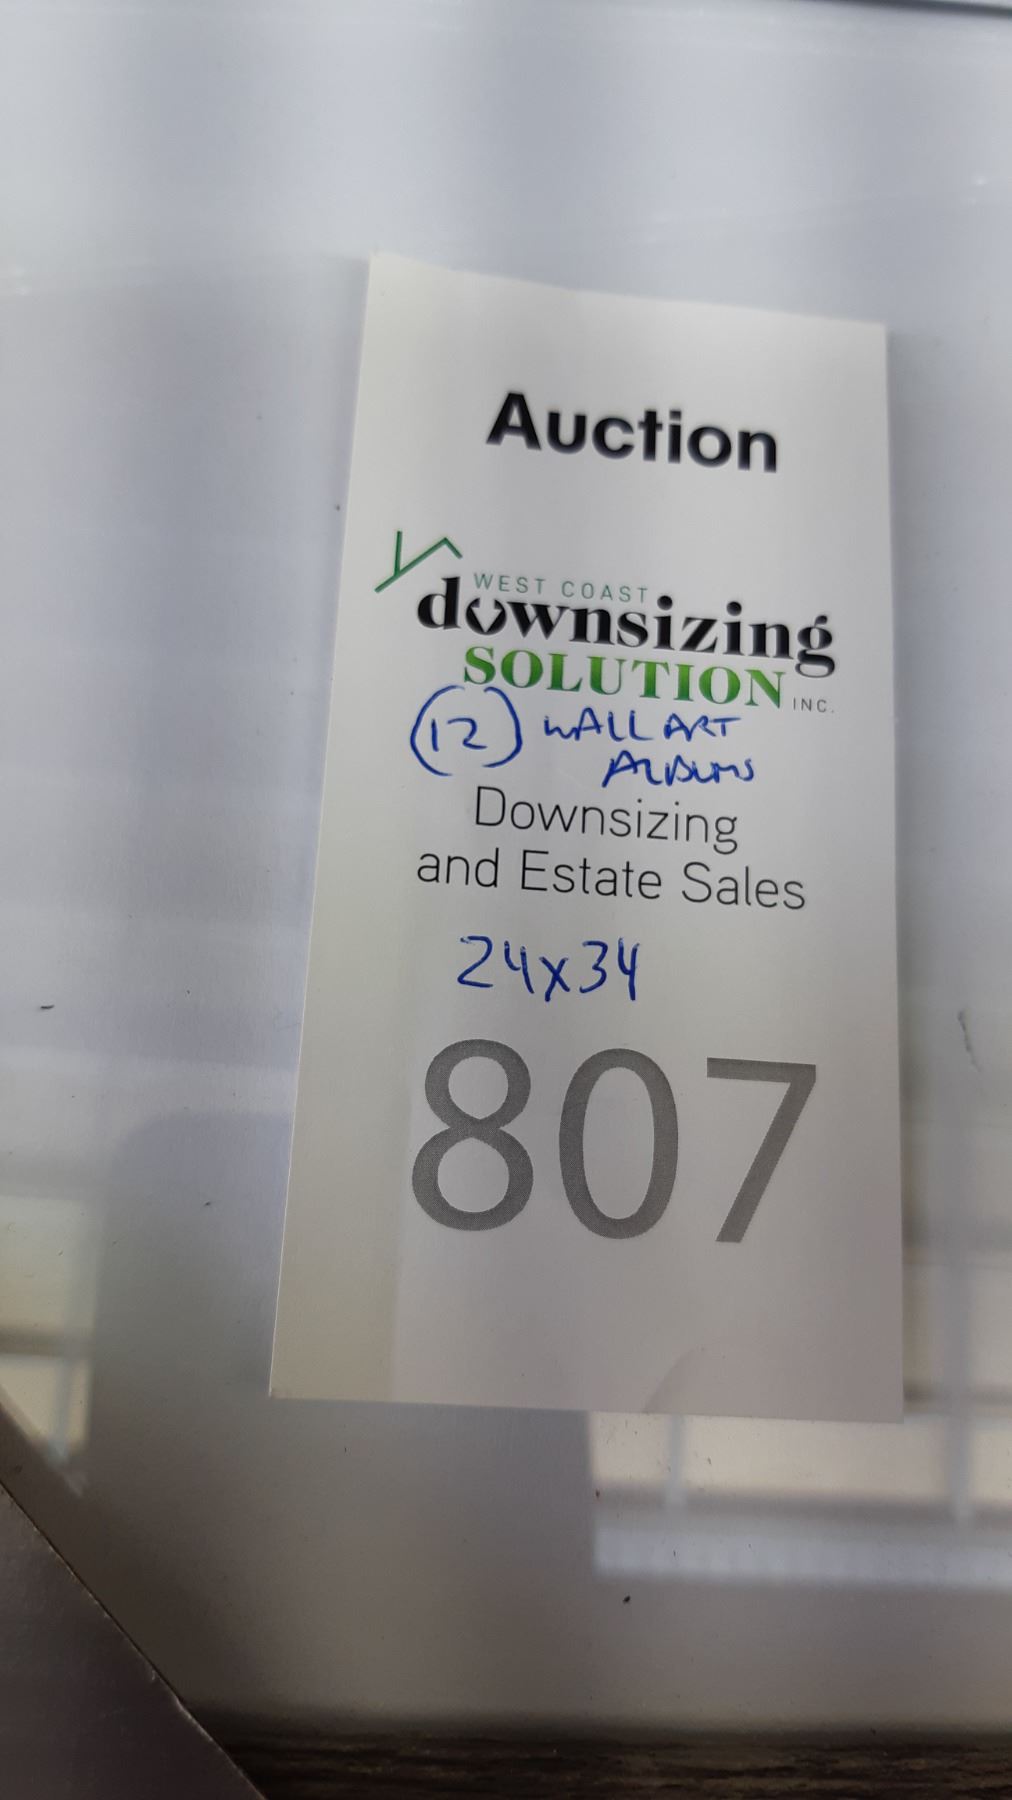 Auction
WEST COAST
downsizing
SOLUTION INC.
(12) WALL ART
ALBUMS
Downsizing
and Estate Sales
24x34
807